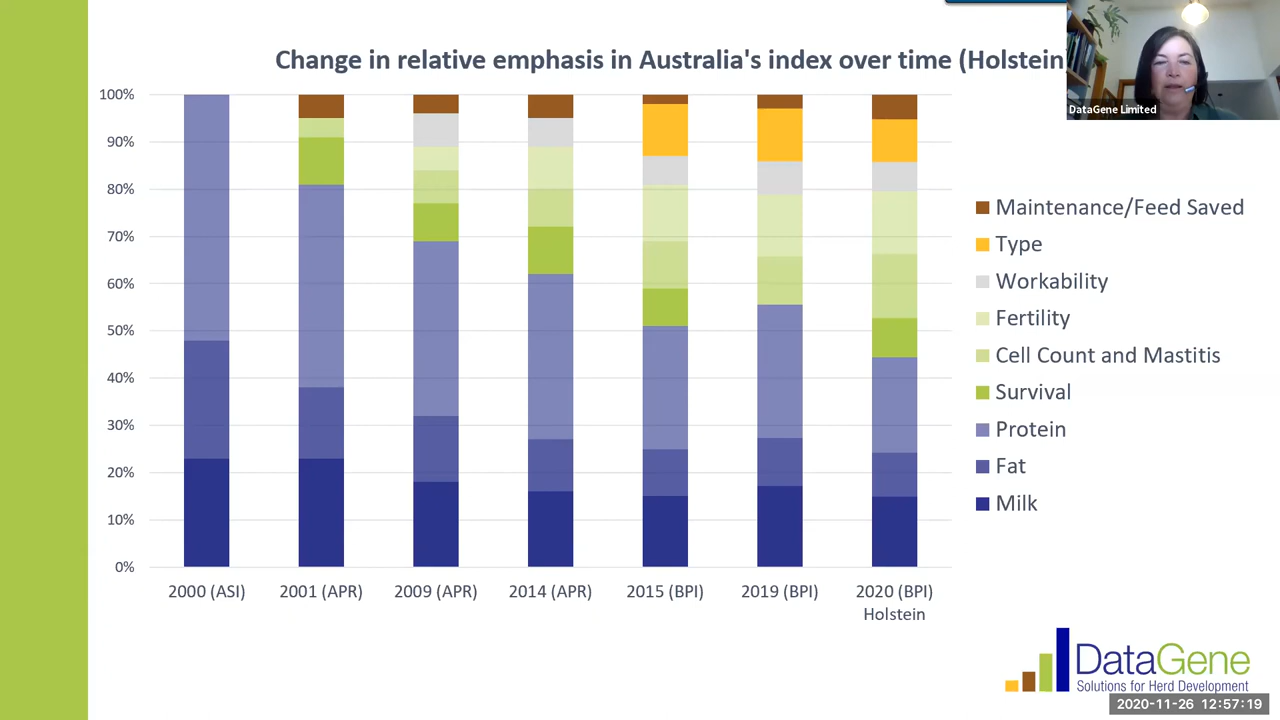 Change in relative emphasis in Australia's index over time (Holstein
DataGene Limited
100%
90%
80%
70%
60%
50%
40%
30%
20%
10%
0%
2000 (ASI)
2001 (APR)
2009 (APR)
2014 (APR)
2015 (BPI)
2019 (BPI)
2020 (BPI)
Holstein
Maintenance/Feed Saved
Type
Workability
Fertility
Cell Count and Mastitis
Survival
Protein
Fat
Milk
DataGene
Solutions for Herd Development
2020-11-26 12:57:19